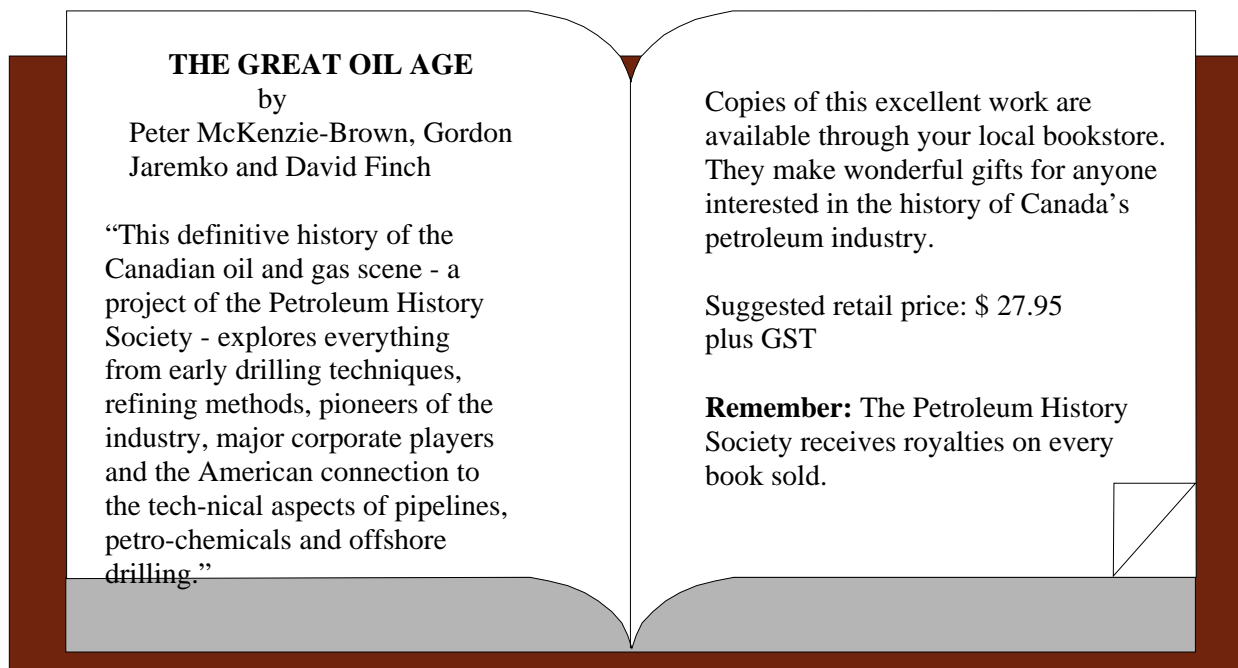 THE GREAT OIL AGE
by
Peter McKenzie-Brown, Gordon
Jaremko and David Finch
“This definitive history of the
Canadian oil and gas scene - a
project of the Petroleum History
Society - explores everything
from early drilling techniques,
refining methods, pioneers of the
industry, major corporate players
and the American connection to
the tech-nical aspects of pipelines,
petro-chemicals and offshore
drilling.”
Copies of this excellent work are
available through your local bookstore.
They make wonderful gifts for anyone
interested in the history of Canada’s
petroleum industry.
Suggested retail price: $ 27.95
plus GST
Remember: The Petroleum History
Society receives royalties on every
book sold.